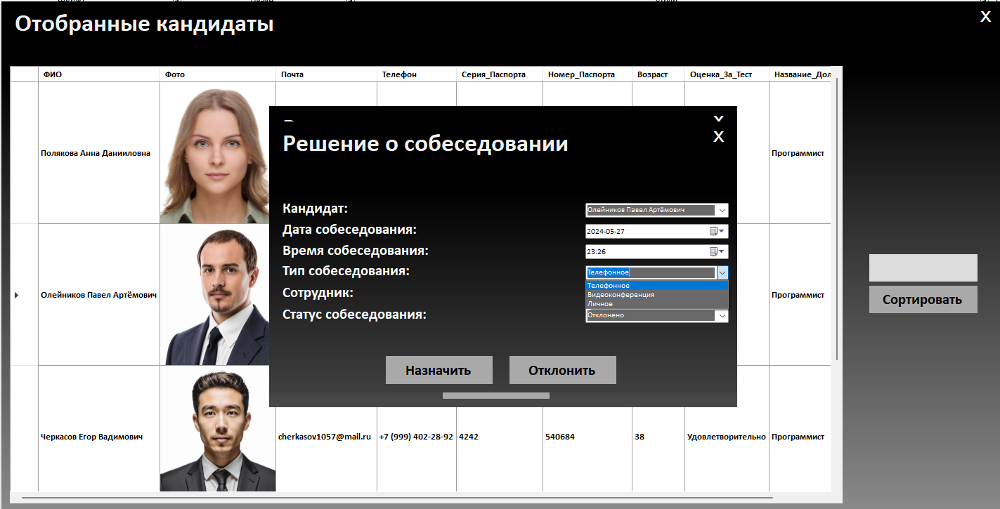 Отобранные кандидаты X
ФИО Фото Почта Телефон Серия_Паспорта Номер_Паспорта Возраст Оценка_За_Тест Название_Дол
Полякова Анна Данииловна Программист
X
Решение о собеседовании
Кандидат: Олейников Павел Артёмович
Дата собеседования: 2024-05-27
Время собеседования: 23:26
Тип собеседования: Телефонное
Телефонное
Сотрудник: Видеоконференция
Личное
Статус собеседования: Отклонено
Назначить Отклонить
Олейников Павел Артёмович Программист
Сортировать
Черкасов Егор Вадимович cherkasov1057@mail.ru +7 (999) 402-28-92 4242 540684 38 Удовлетворительно Программист